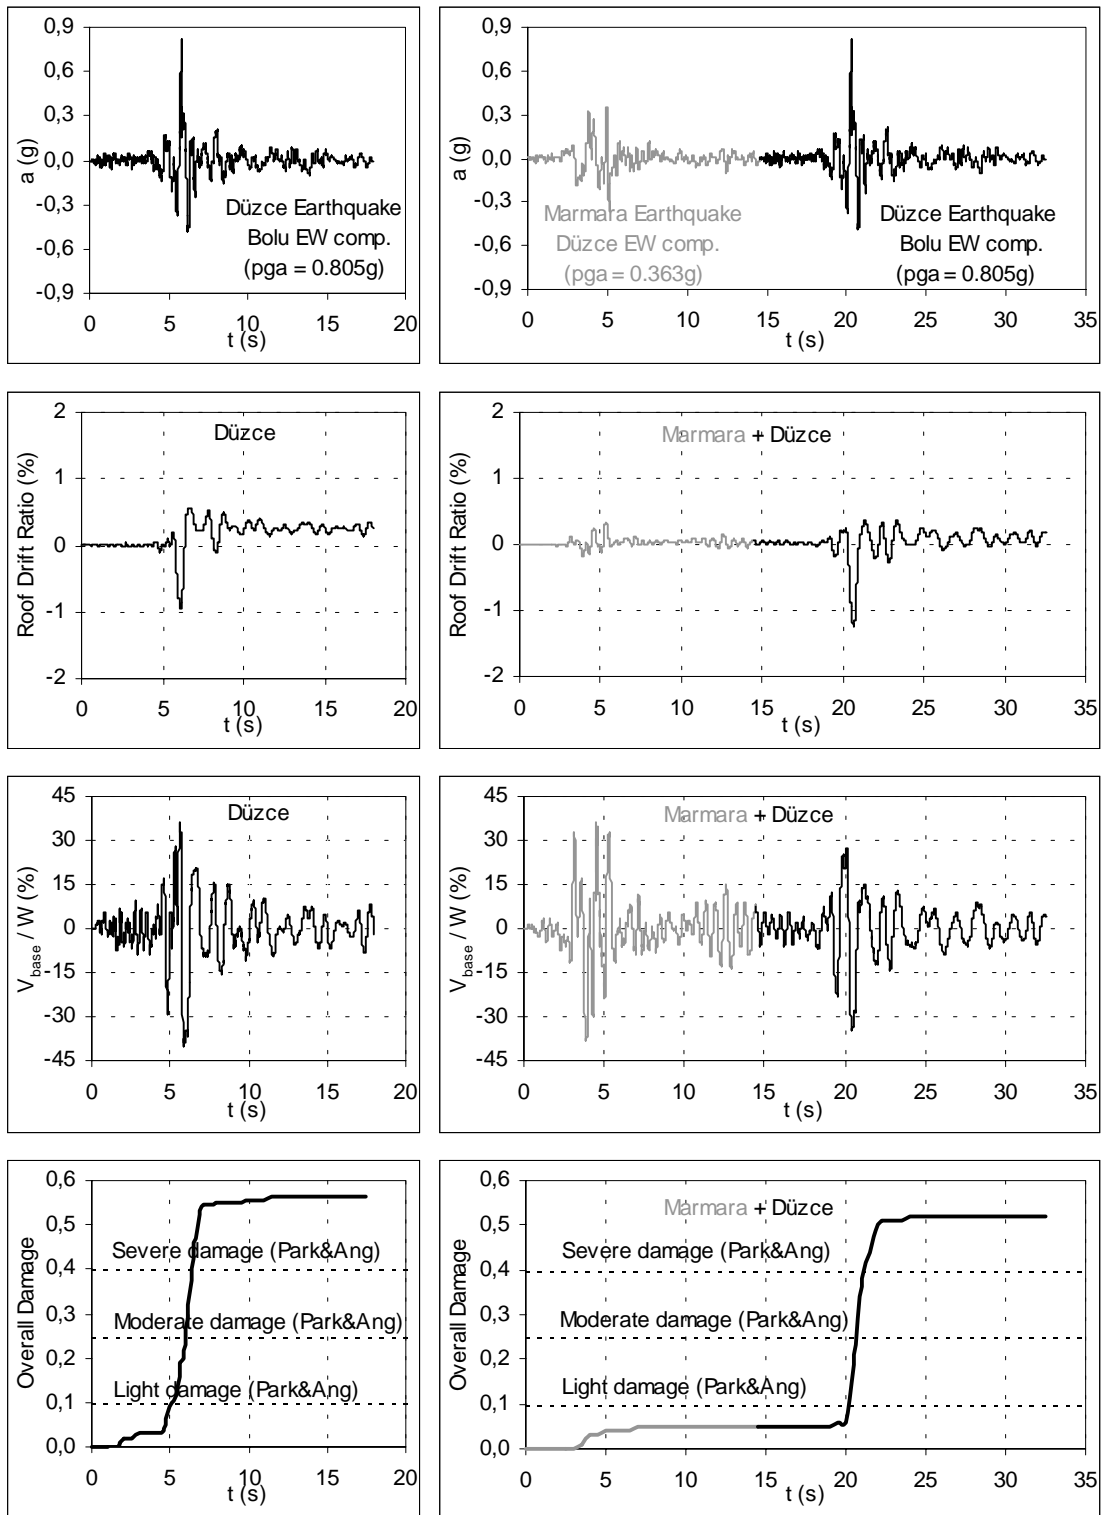 0,9
0,6
0,3
0,0
-0,3
-0,6
-0,9
a (g)
Düzce Earthquake
Bolu EW comp.
(pga = 0.805g)
0 5 10 15 20
t (s)
0,9
0,6
0,3
0,0
-0,3
-0,6
-0,9
a (g)
Marmara Earthquake
Düzce EW comp.
(pga = 0.363g)
Düzce Earthquake
Bolu EW comp.
(pga = 0.805g)
0 5 10 15 20 25 30 35
t (s)
2
1
0
-1
-2
Roof Drift Ratio (%)
Düzce
0 5 10 15 20
t (s)
2
1
0
-1
-2
Roof Drift Ratio (%)
Marmara + Düzce
0 5 10 15 20 25 30 35
t (s)
45
30
15
0
-15
-30
-45
Vbase / W (%)
Düzce
0 5 10 15 20
t (s)
45
30
15
0
-15
-30
-45
Vbase / W (%)
Marmara + Düzce
0 5 10 15 20 25 30 35
t (s)
0,6
0,5
0,4
0,3
0,2
0,1
0,0
Overall Damage
Severe damage (Park&Ang)
Moderate damage (Park&Ang)
Light damage (Park&Ang)
0 5 10 15 20
t (s)
0,6
0,5
0,4
0,3
0,2
0,1
0,0
Overall Damage
Marmara + Düzce
Severe damage (Park&Ang)
Moderate damage (Park&Ang)
Light damage (Park&Ang)
0 5 10 15 20 25 30 35
t (s)